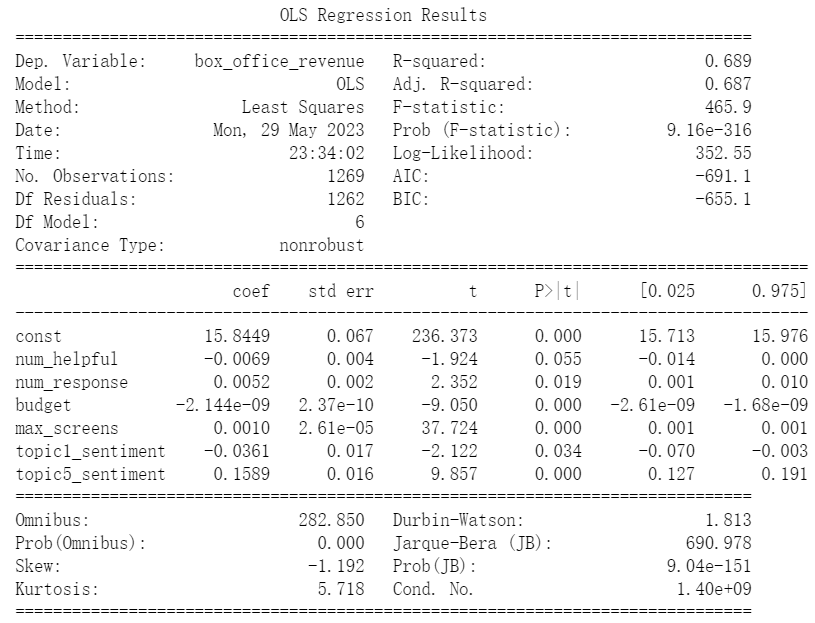 OLS Regression Results
==============================================================================
Dep. Variable: box_office_revenue R-squared: 0.689
Model: OLS Adj. R-squared: 0.687
Method: Least Squares F-statistic: 465.9
Date: Mon, 29 May 2023 Prob (F-statistic): 9.16e-316
Time: 23:34:02 Log-Likelihood: 352.55
No. Observations: 1269 AIC: -691.1
Df Residuals: 1262 BIC: -655.1
Df Model: 6
Covariance Type: nonrobust
====================================================================================
coef std err t P>|t| [0.025 0.975]
------------------------------------------------------------------------------------
const 15.8449 0.067 236.373 0.000 15.713 15.976
num_helpful -0.0069 0.004 -1.924 0.055 -0.014 0.000
num_response 0.0052 0.002 2.352 0.019 0.001 0.010
budget -2.144e-09 2.37e-10 -9.050 0.000 -2.61e-09 -1.68e-09
max_screens 0.0010 2.61e-05 37.724 0.000 0.001 0.001
topic1_sentiment -0.0361 0.017 -2.122 0.034 -0.070 -0.003
topic5_sentiment 0.1589 0.016 9.857 0.000 0.127 0.191
==============================================================================
Omnibus: 282.850 Durbin-Watson: 1.813
Prob(Omnibus): 0.000 Jarque-Bera (JB): 690.978
Skew: -1.192 Prob(JB): 9.04e-151
Kurtosis: 5.718 Cond. No. 1.40e+09
==============================================================================